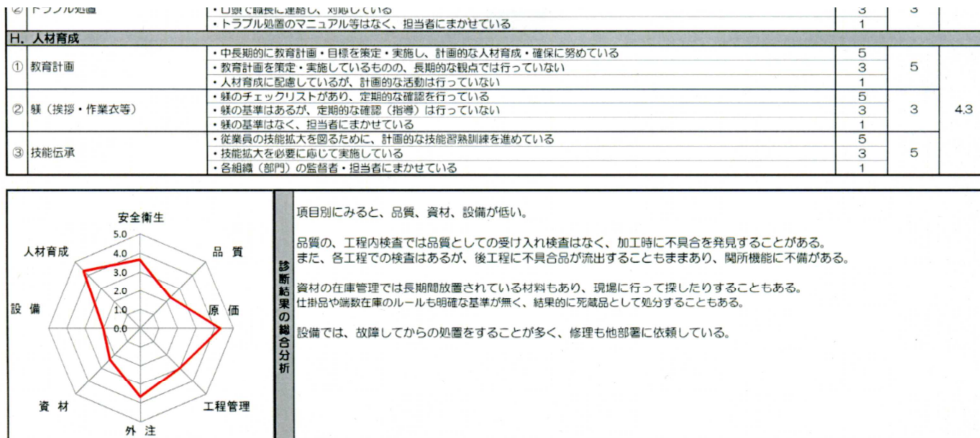 ② トラブル処置
・口頭で職長に連絡し、対応している 3 3
・トラブル処置のマニュアル等はなく、担当者にまかせている 1
H. 人材育成
① 教育計画
・中長期的に教育計画・目標を策定・実施し、計画的な人材育成・確保に努めている 5
・教育計画を策定・実施しているものの、長期的な観点では行っていない 3 5
・人材育成に配慮しているが、計画的な活動は行っていない 1
② 躾（挨拶・作業衣等）
・躾のチェックリストがあり、定期的な確認を行っている 5
・躾の基準はあるが、定期的な確認（指導）は行っていない 3 3 4.3
・躾の基準はなく、担当者にまかせている 1
③ 技能伝承
・従業員の技能拡大を図るために、計画的な技能習熟訓練を進めている 5
・技能拡大を必要に応じて実施している 3 5
・各組織（部門）の監督者・担当者にまかせている 1
安全衛生
品 質
原 価
工程管理
外 注
資 材
設 備
人材育成
5.0
4.0
3.0
2.0
1.0
0.0
診断結果の総合分析
項目別にみると、品質、資材、設備が低い。
品質の、工程内検査では品質としての受け入れ検査はなく、加工時に不具合を発見することがある。
また、各工程での検査はあるが、後工程に不具合品が流出することもままあり、関所機能に不備がある。
資材の在庫管理では長期間放置されている材料もあり、現場に行って探したりすることもある。
仕掛品や端数在庫のルールも明確な基準が無く、結果的に死蔵品として処分することもある。
設備では、故障してからの処置をすることが多く、修理も他部署に依頼している。